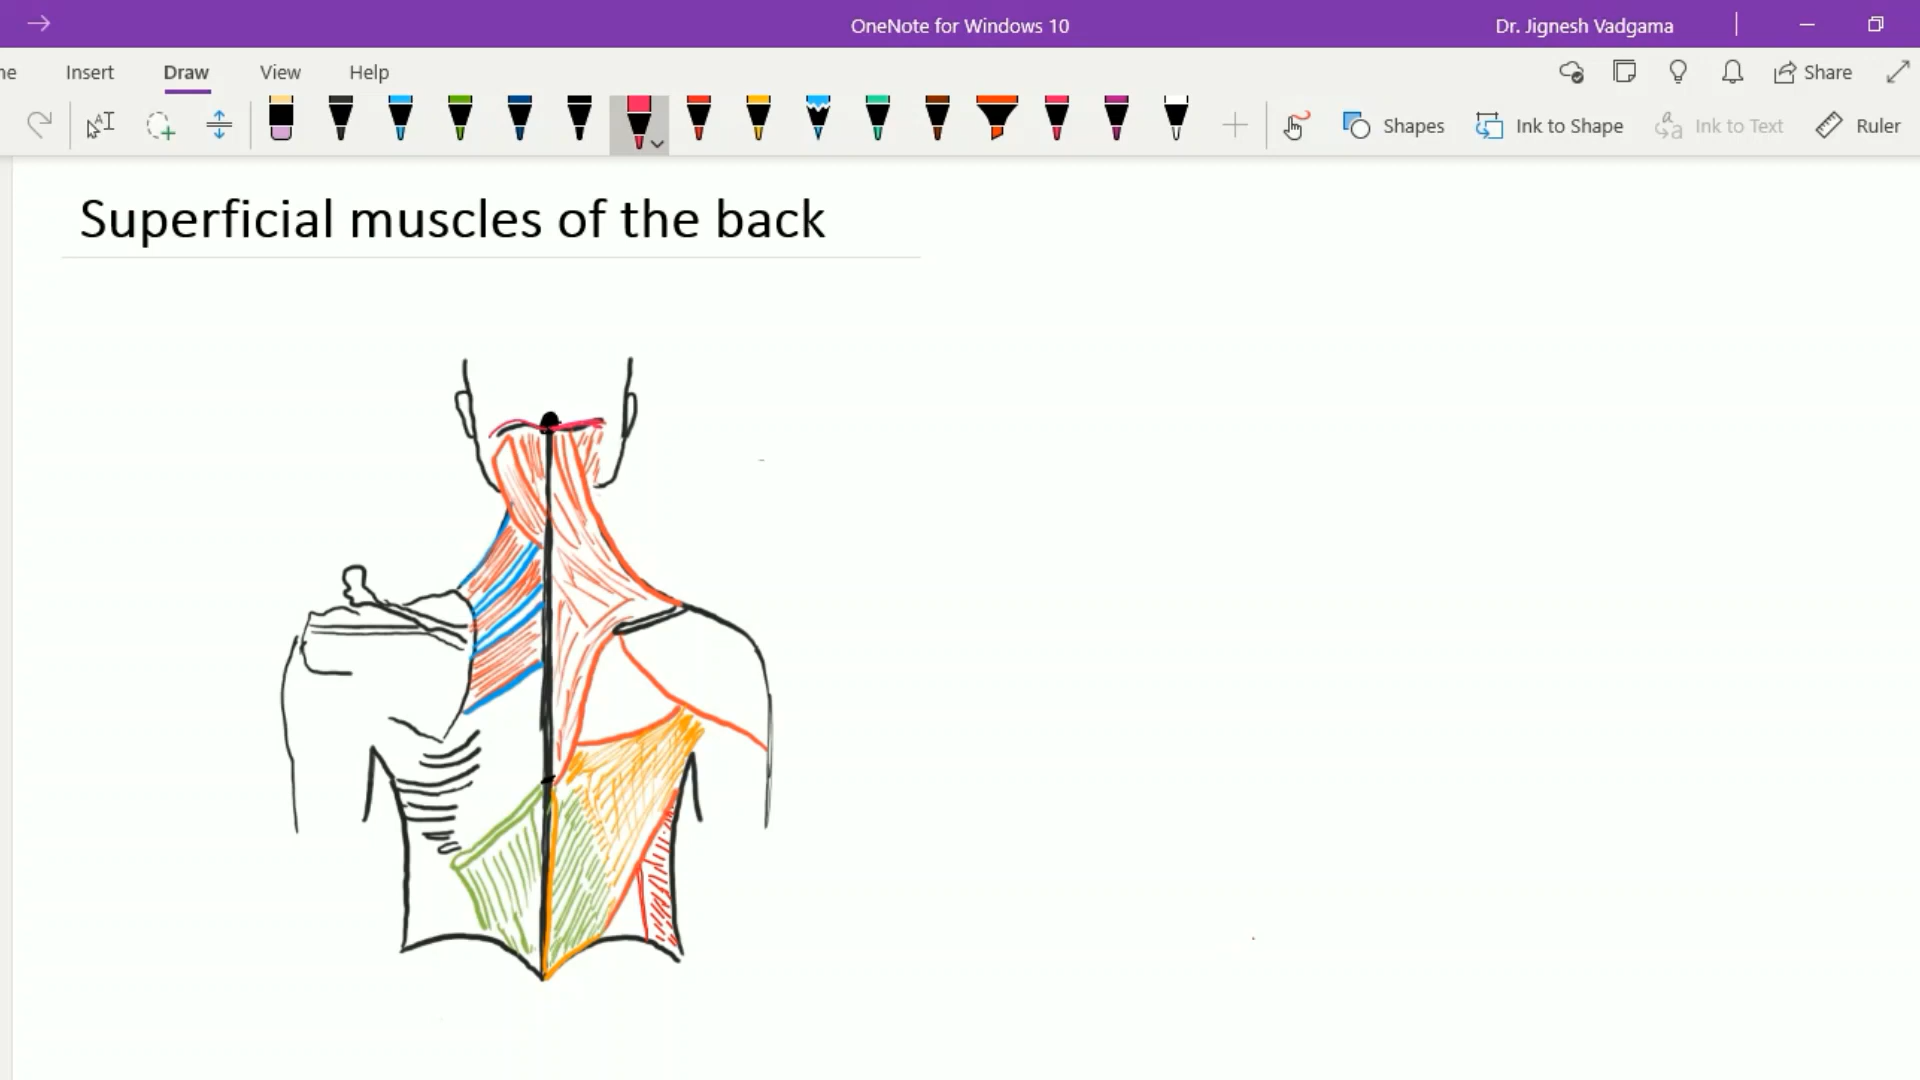 OneNote for Windows 10
Dr. Jignesh Vadgama
ne Insert Draw View Help Share
Shapes Ink to Shape Ink to Text Ruler
Superficial muscles of the back